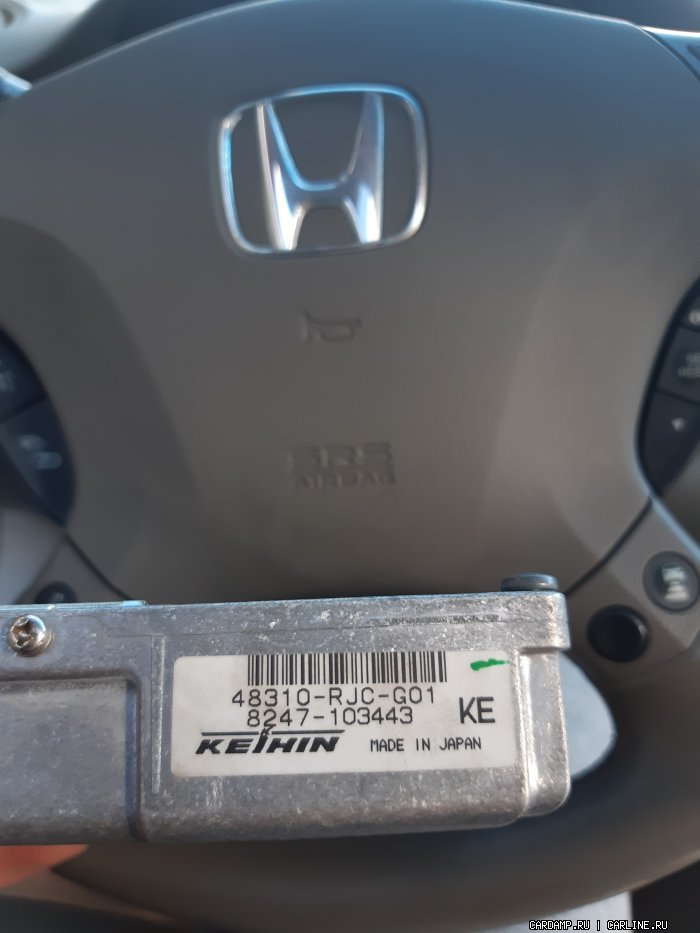 SRS
AIRBAG
48310-RJC-G01
8247-103443
KE
KEIHIN
MADE IN JAPAN
CARDAMP.RU | CARLINE.RU